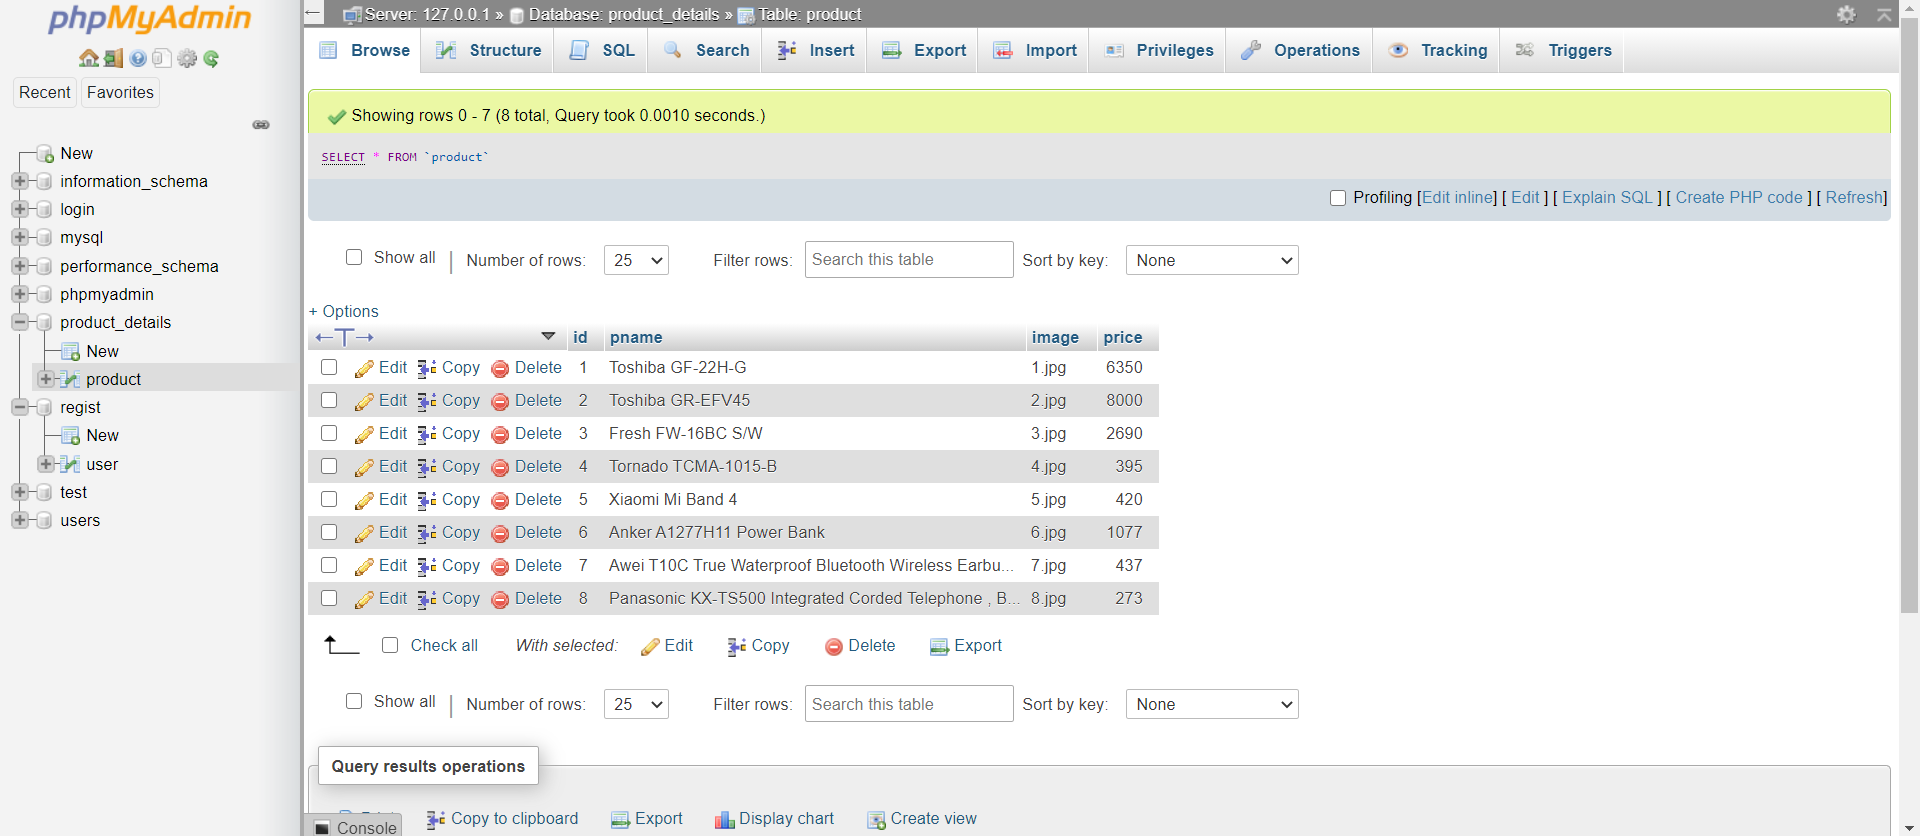 phpMyAdmin
Recent Favorites
New
information_schema
login
mysql
performance_schema
phpmyadmin
product_details
New
product
regist
New
user
test
users
Server: 127.0.0.1 » Database: product_details » Table: product
Browse Structure SQL Search Insert Export Import Privileges Operations Tracking Triggers
Showing rows 0 - 7 (8 total, Query took 0.0010 seconds.)
SELECT * FROM `product`
Profiling [Edit inline] [ Edit ] [ Explain SQL ] [ Create PHP code ] [ Refresh]
Show all | Number of rows: 25 Filter rows: Search this table Sort by key: None
+ Options
←T→ id pname image price
Edit Copy Delete 1 Toshiba GF-22H-G 1.jpg 6350
Edit Copy Delete 2 Toshiba GR-EFV45 2.jpg 8000
Edit Copy Delete 3 Fresh FW-16BC S/W 3.jpg 2690
Edit Copy Delete 4 Tornado TCMA-1015-B 4.jpg 395
Edit Copy Delete 5 Xiaomi Mi Band 4 5.jpg 420
Edit Copy Delete 6 Anker A1277H11 Power Bank 6.jpg 1077
Edit Copy Delete 7 Awei T10C True Waterproof Bluetooth Wireless Earbu... 7.jpg 437
Edit Copy Delete 8 Panasonic KX-TS500 Integrated Corded Telephone , B... 8.jpg 273
Check all With selected: Edit Copy Delete Export
Show all | Number of rows: 25 Filter rows: Search this table Sort by key: None
Query results operations
Copy to clipboard Export Display chart Create view
Console